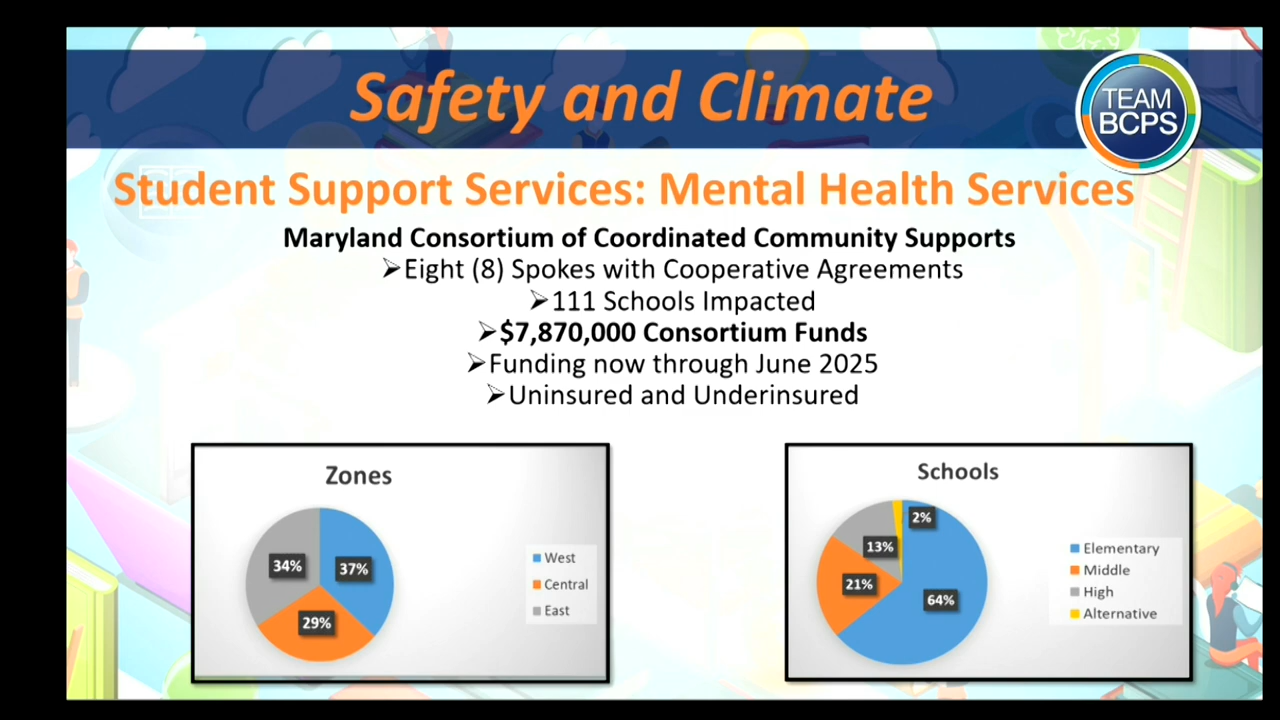 Safety and Climate
TEAM
BCPS
Student Support Services: Mental Health Services
Maryland Consortium of Coordinated Community Supports
➢Eight (8) Spokes with Cooperative Agreements
➢111 Schools Impacted
➢$7,870,000 Consortium Funds
➢Funding now through June 2025
➢Uninsured and Underinsured
Zones
34%
37%
29%
West
Central
East
Schools
2%
13%
21%
64%
Elementary
Middle
High
Alternative